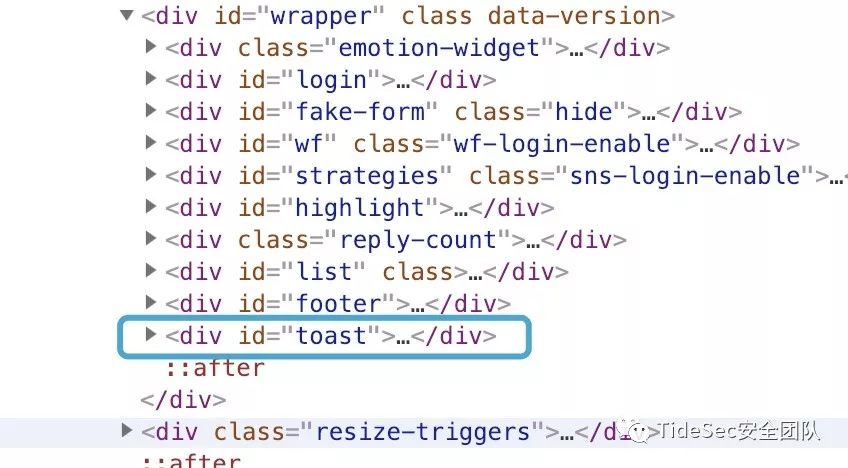 ▼<div id="wrapper" class data-version>
▶<div class="emotion-widget">…</div>
▶<div id="login">…</div>
▶<div id="fake-form" class="hide">…</div>
▶<div id="wf" class="wf-login-enable">…</div>
▶<div id="strategies" class="sns-login-enable">…<
▶<div id="highlight">…</div>
▶<div class="reply-count">…</div>
▶<div id="list" class>…</div>
▶<div id="footer">…</div>
▶<div id="toast">…</div>
::after
</div>
▶<div class="resize-triggers">…</div>
TideSec安全团队
::after